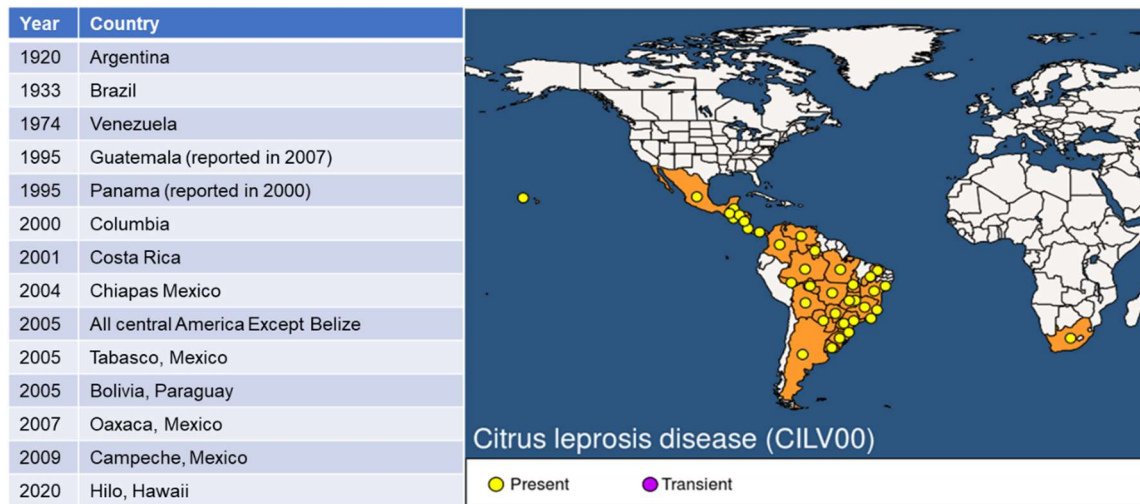 Year Country
1920 Argentina
1933 Brazil
1974 Venezuela
1995 Guatemala (reported in 2007)
1995 Panama (reported in 2000)
2000 Columbia
2001 Costa Rica
2004 Chiapas Mexico
2005 All central America Except Belize
2005 Tabasco, Mexico
2005 Bolivia, Paraguay
2007 Oaxaca, Mexico
2009 Campeche, Mexico
2020 Hilo, Hawaii
Citrus leprosis disease (CILV00)
Present Transient